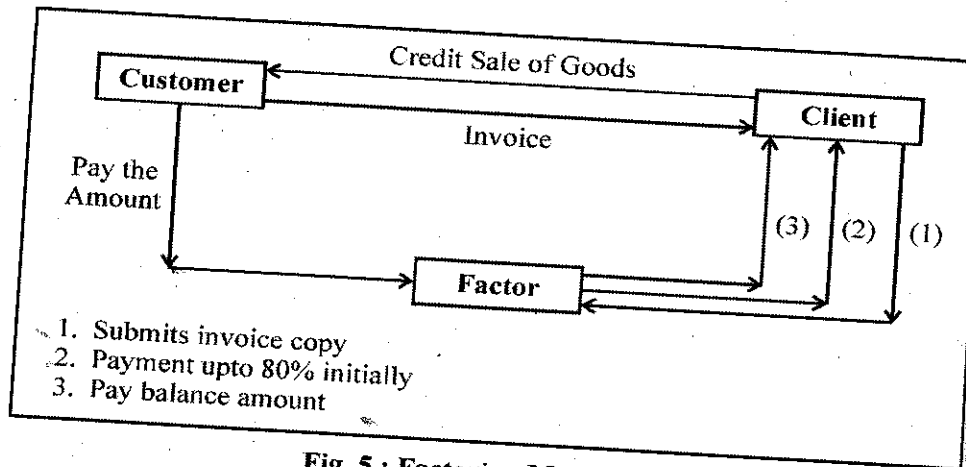 Credit Sale of Goods
Customer
Client
Invoice
Pay the
Amount
(3)
(2)
(1)
Factor
1. Submits invoice copy
2. Payment upto 80% initially
3. Pay balance amount
Fig. 5 :